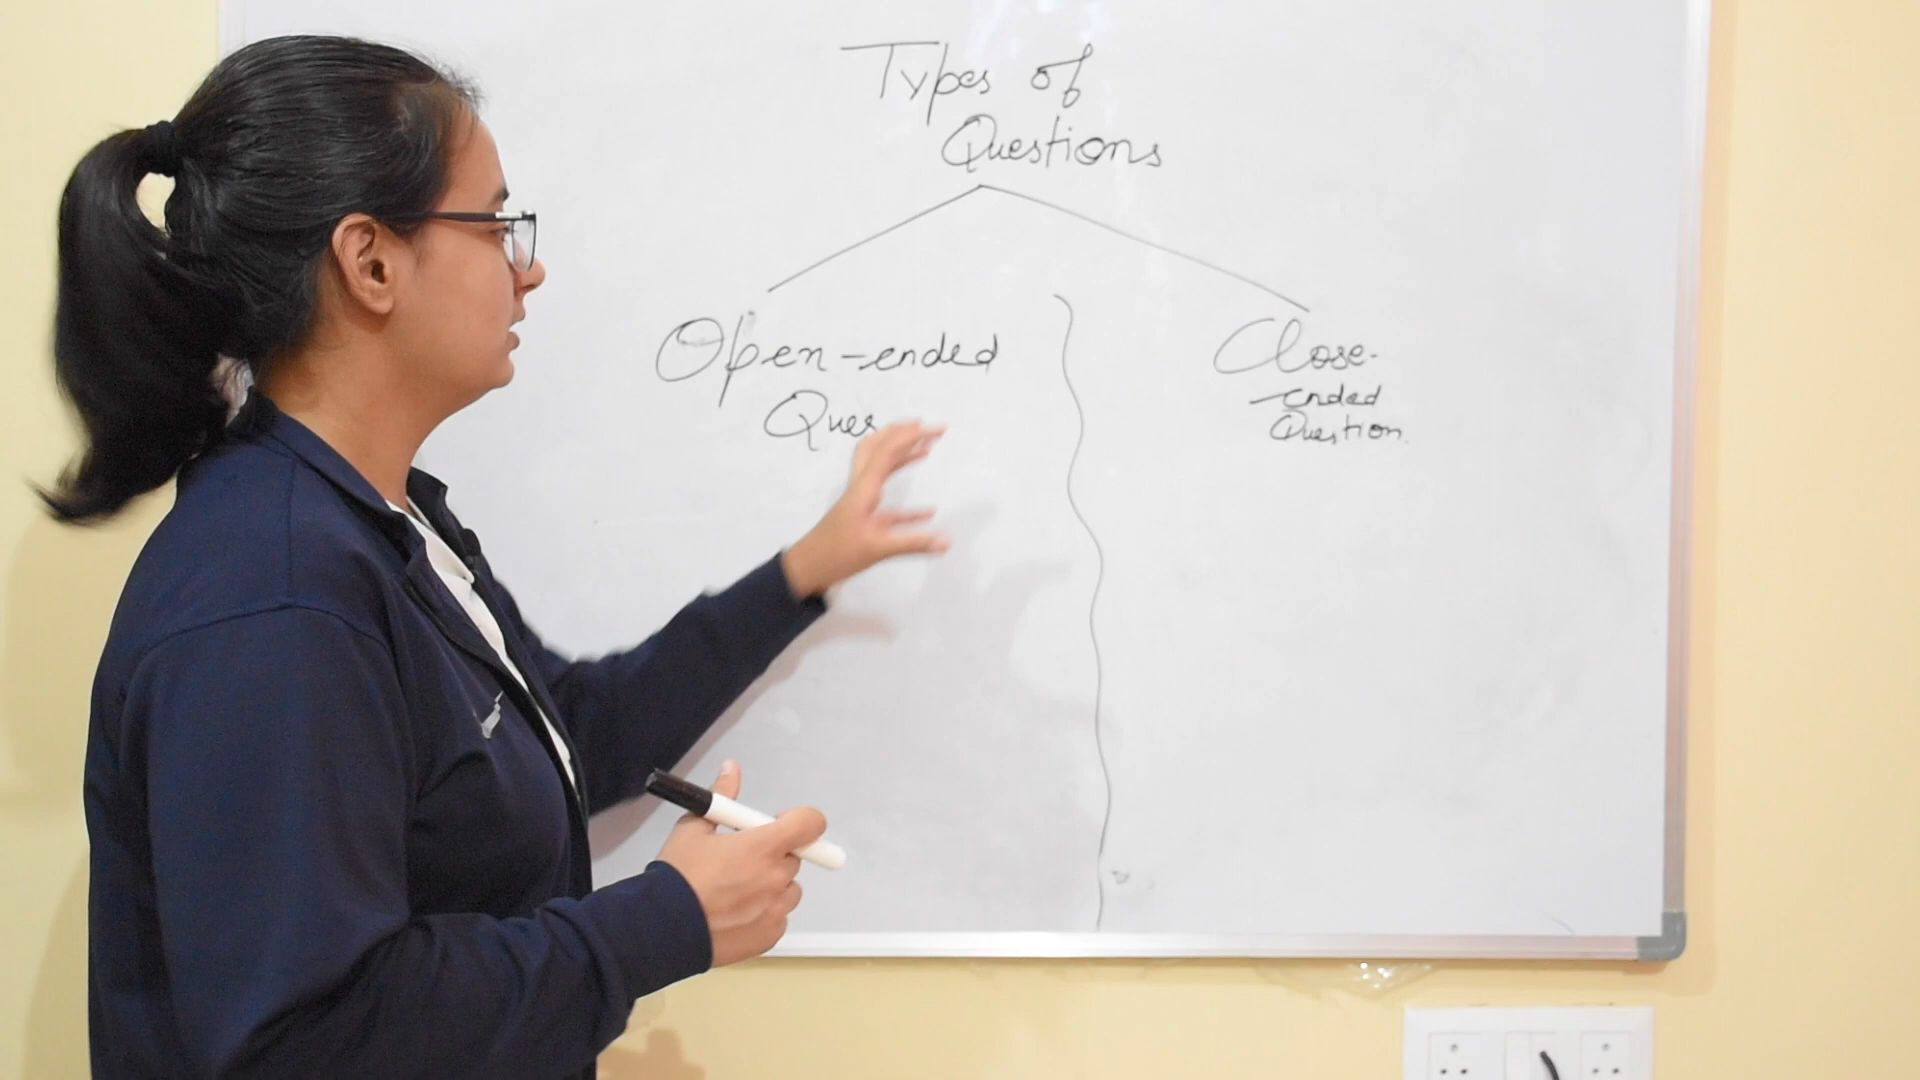 Types of
Questions
Open-ended
Ques
Close-
ended
Question.